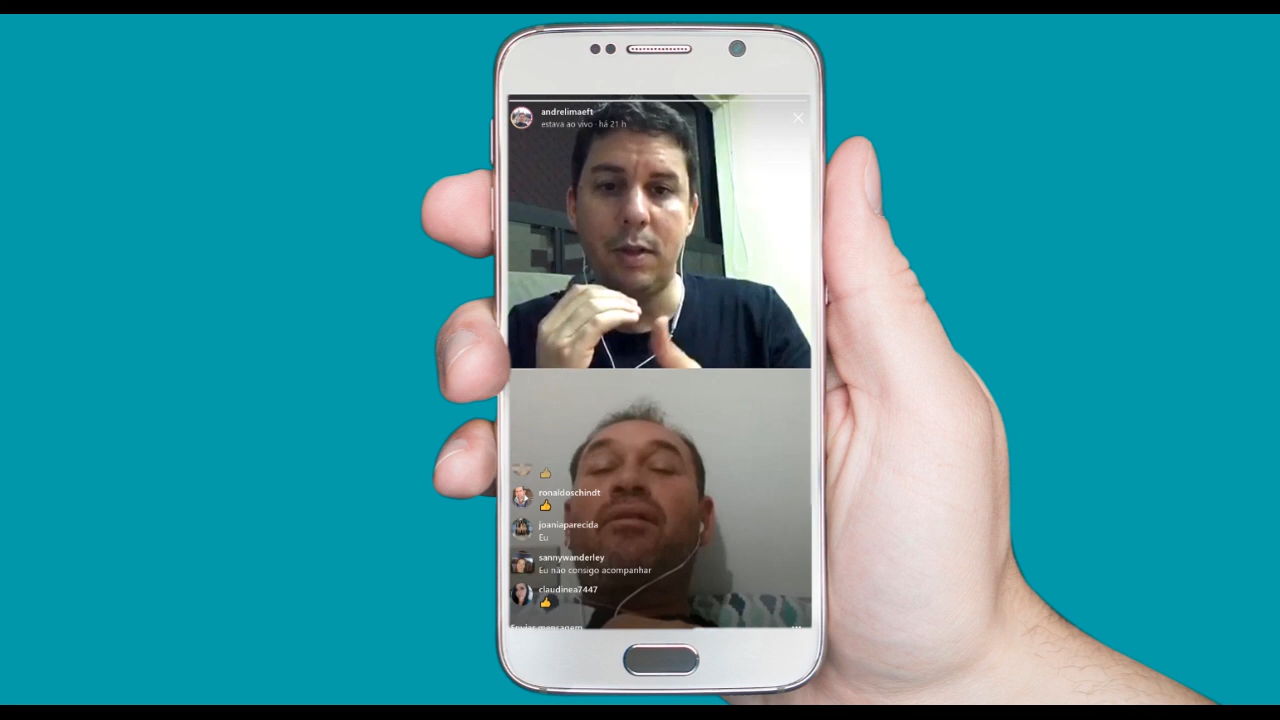 andrelimaeft
estava ao vivo · há 21 h
ronaldoschindt
joaniaparecida
Eu
sannywanderley
Eu não consigo acompanhar
claudinea7447
Enviar mensagem